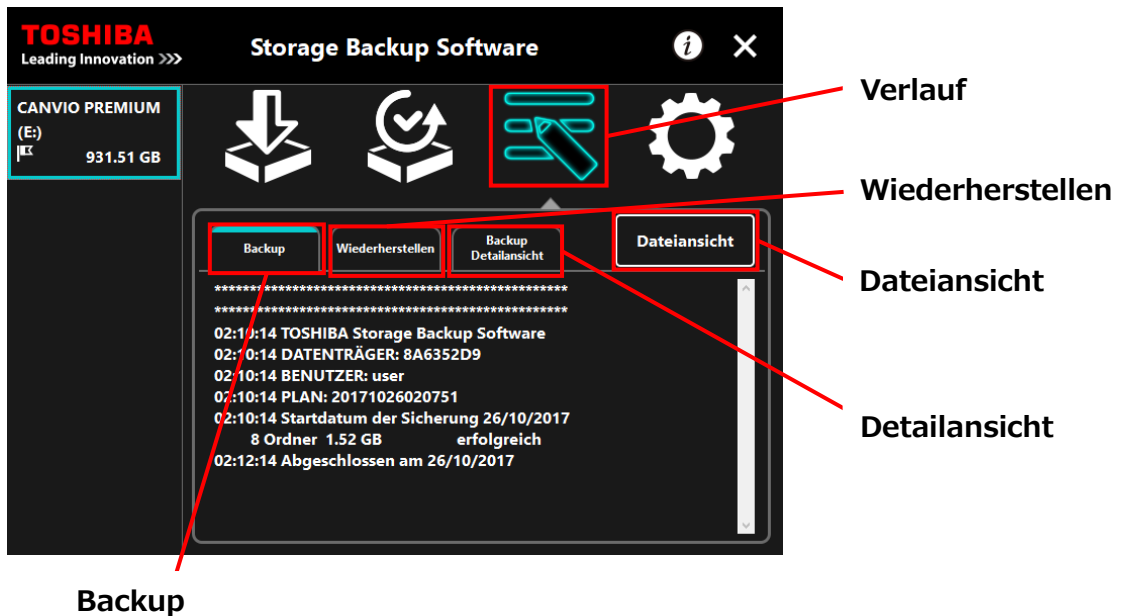 TOSHIBA
Leading Innovation >>>
Storage Backup Software
i
CANVIO PREMIUM
(E:)
931.51 GB
Verlauf
Wiederherstellen
Dateiansicht
Detailansicht
Backup
Backup
Wiederherstellen
Backup
Detailansicht
Dateiansicht
**************************************************
**************************************************
02:10:14 TOSHIBA Storage Backup Software
02:10:14 DATENTRÄGER: 8A6352D9
02:10:14 BENUTZER: user
02:10:14 PLAN: 20171026020751
02:10:14 Startdatum der Sicherung 26/10/2017
8 Ordner 1.52 GB erfolgreich
02:12:14 Abgeschlossen am 26/10/2017